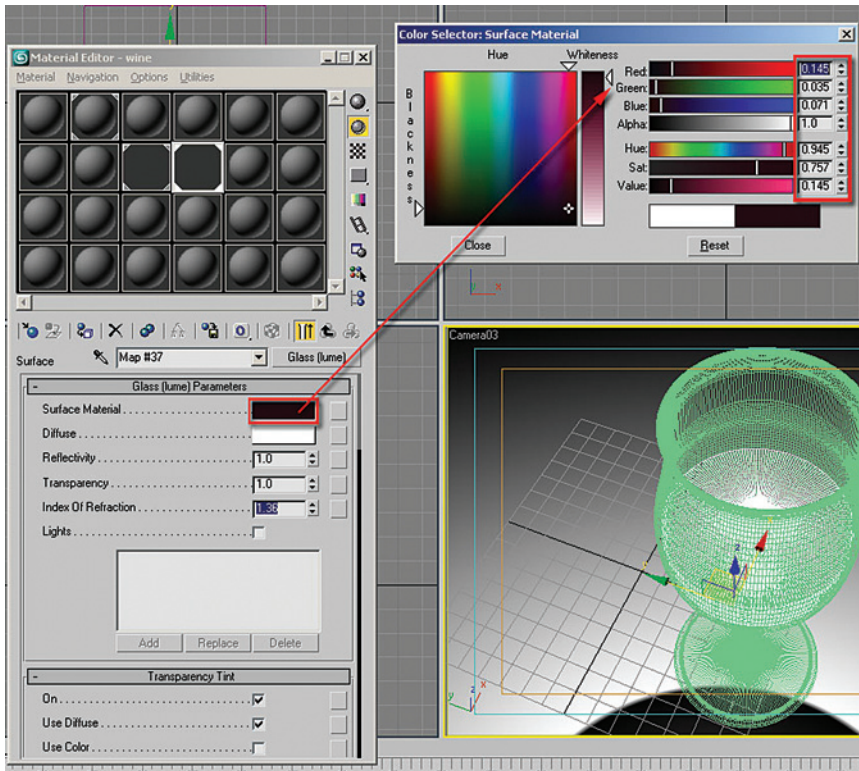 Material Editor - wine
Material Navigation Options Utilities
Surface
Map #37
Glass (lume)
- Glass (lume) Parameters
Surface Material
Diffuse
Reflectivity 1.0
Transparency 1.0
Index Of Refraction 1.36
Lights
Add Replace Delete
- Transparency Tint
On
Use Diffuse
Use Color
Color Selector: Surface Material
Hue Whiteness
Blackness
Red: 0.145
Green: 0.035
Blue: 0.071
Alpha: 1.0
Hue: 0.945
Sat: 0.757
Value: 0.145
Close Reset
x
Camera03
z
z
x
y